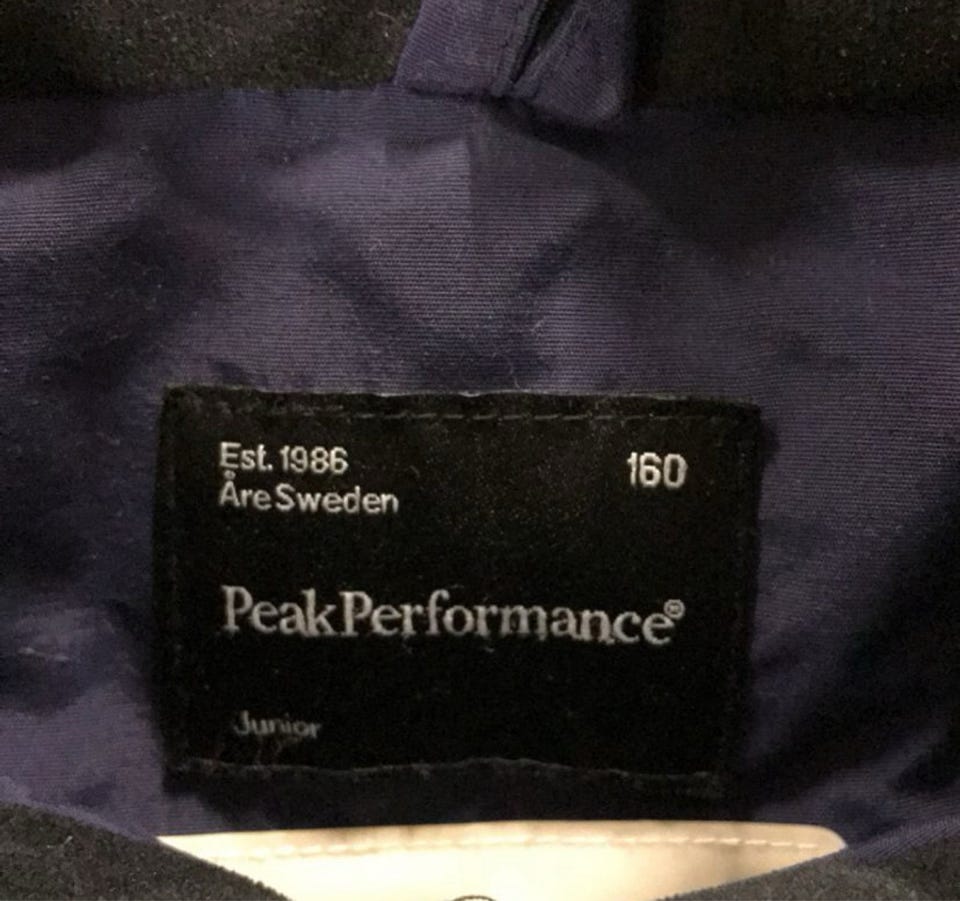 Est. 1986 160
Åre Sweden
PeakPerformance®
Junior